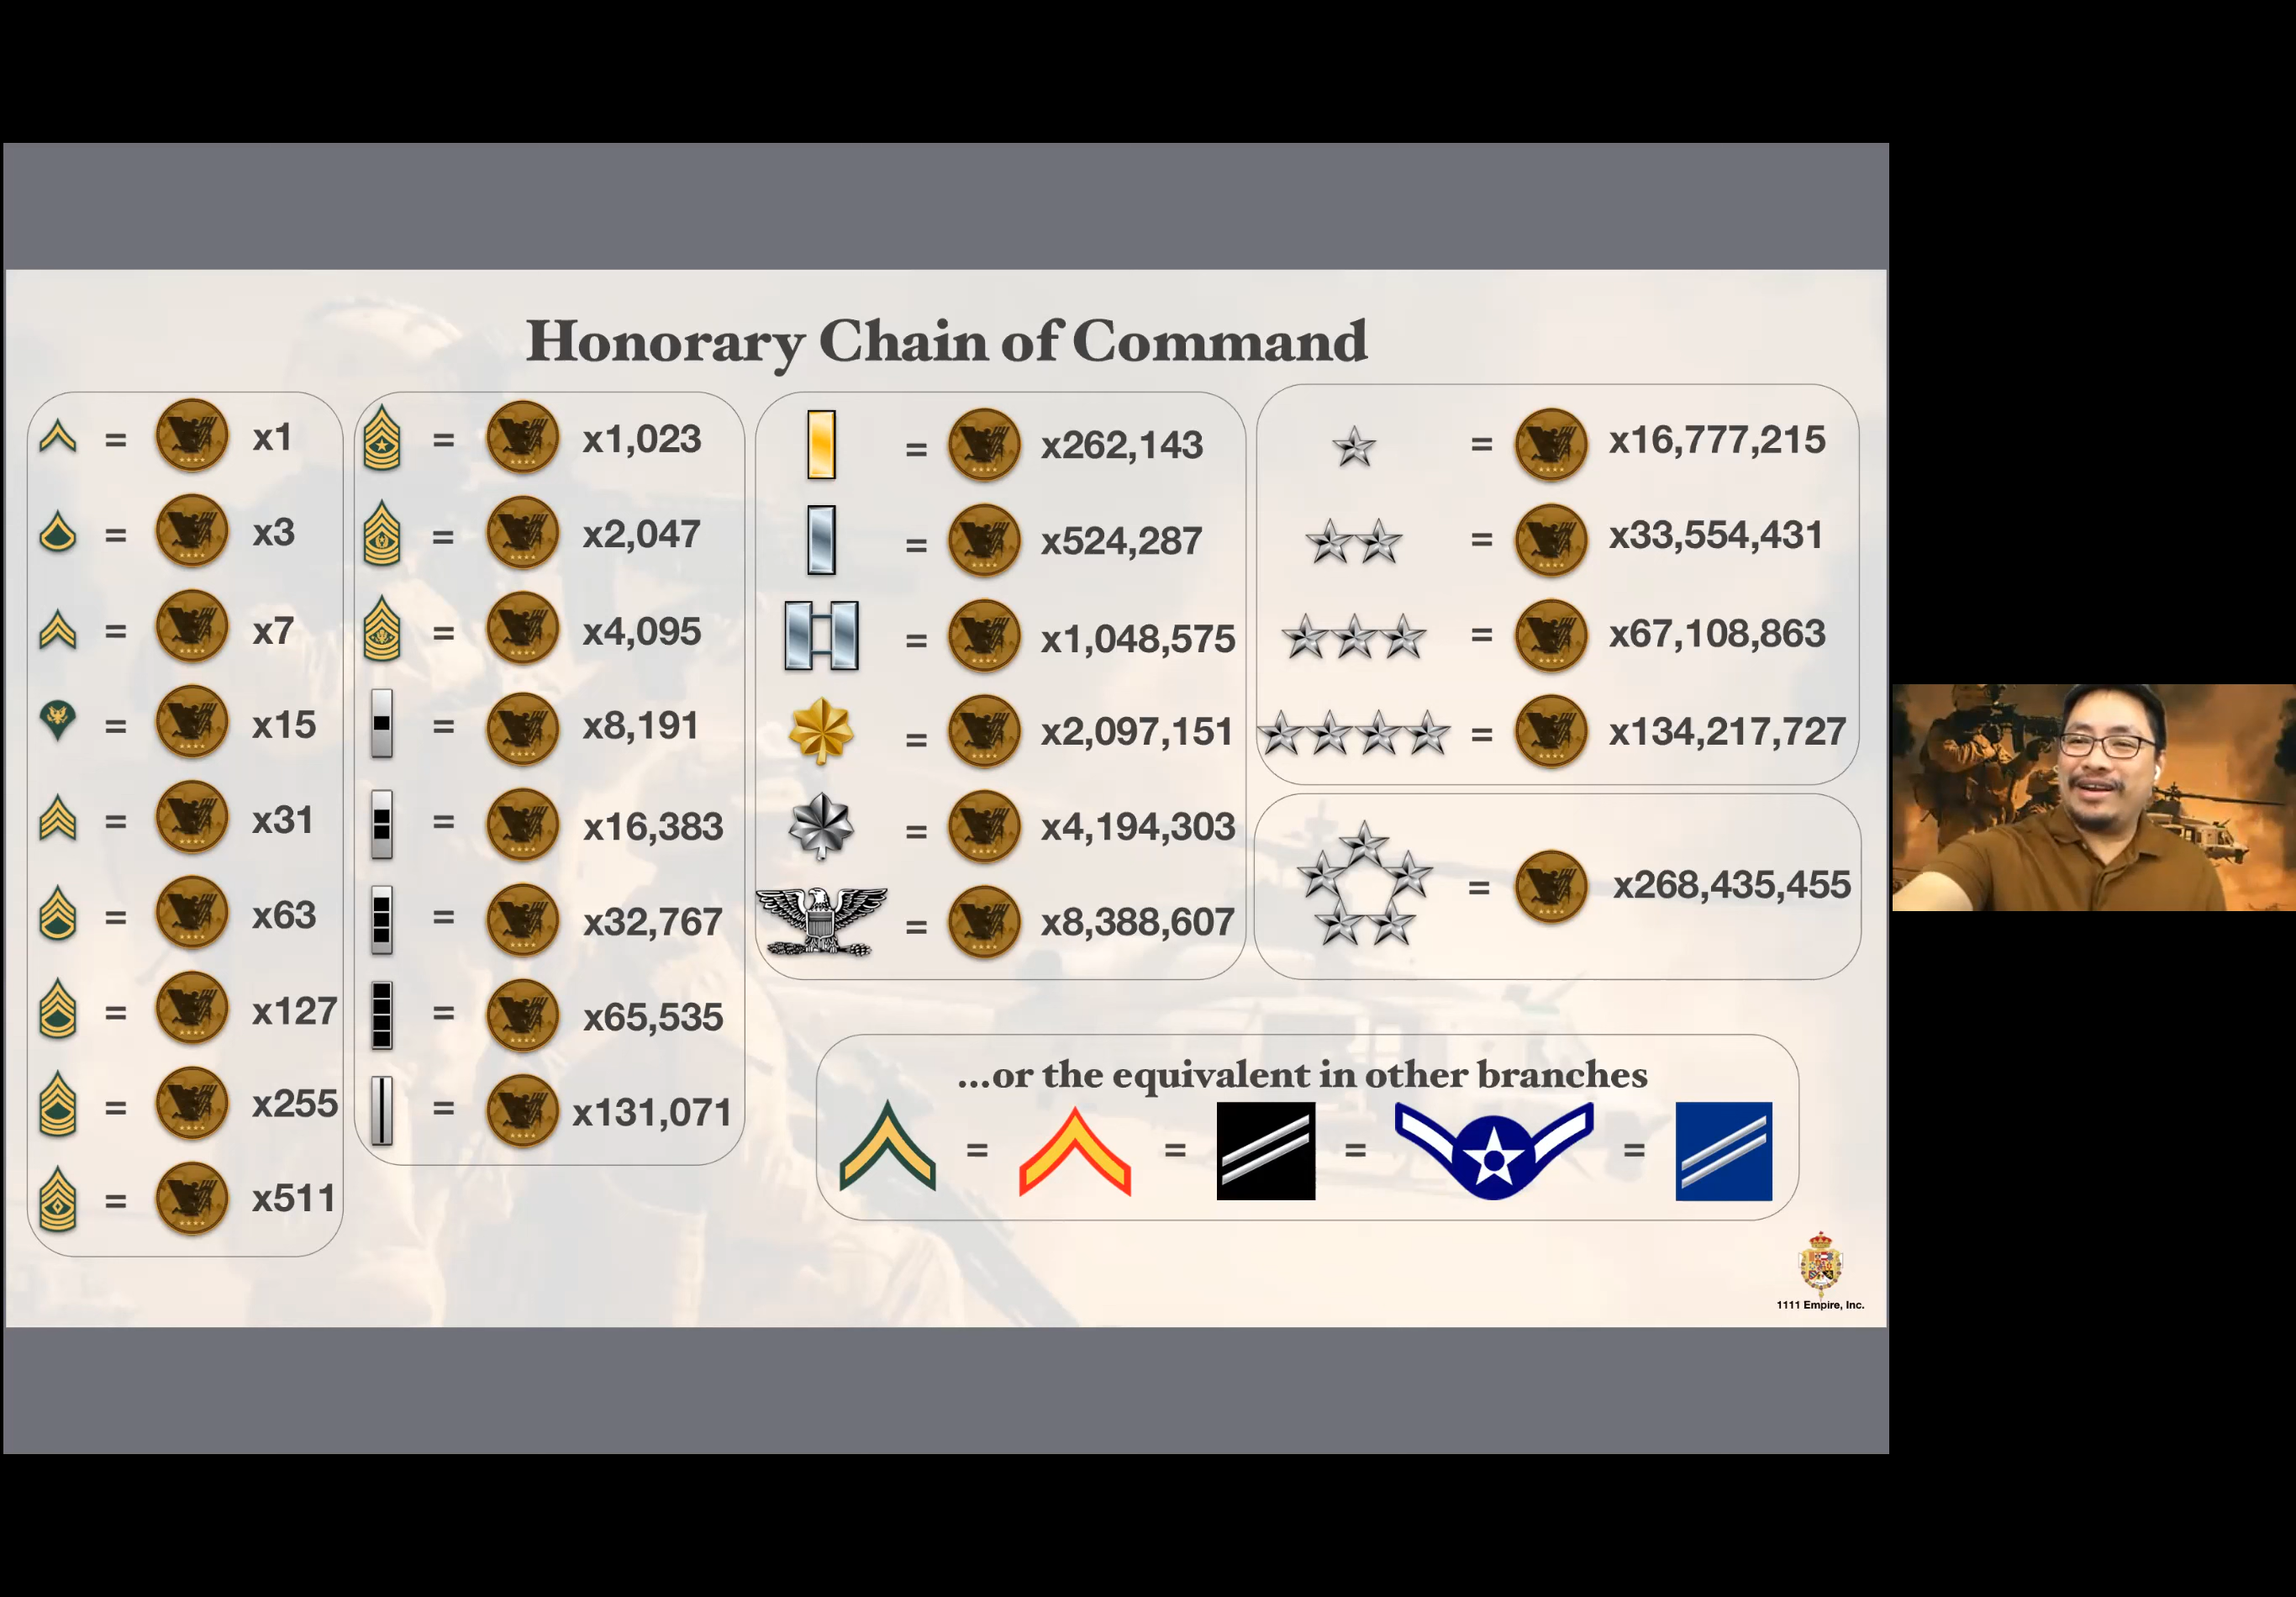 Honorary Chain of Command
= x1
= x3
= x7
= x15
= x31
= x63
= x127
= x255
= x511
= x1,023
= x2,047
= x4,095
= x8,191
= x16,383
= x32,767
= x65,535
= x131,071
= x262,143
= x524,287
= x1,048,575
= x2,097,151
= x4,194,303
= x8,388,607
= x16,777,215
= x33,554,431
= x67,108,863
= x134,217,727
= x268,435,455
...or the equivalent in other branches
= = = =
1111 Empire, Inc.